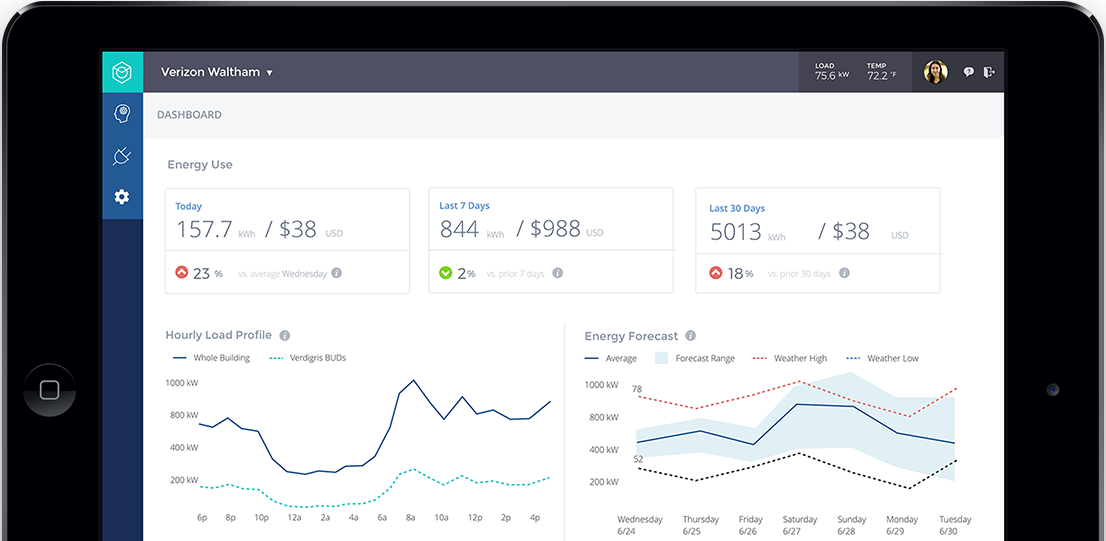 Verizon Waltham ▾
LOAD
75.6 kW
TEMP
72.2 °F
DASHBOARD
Energy Use
Today
157.7 kWh / $38 USD
23 % vs. average Wednesday
Last 7 Days
844 kWh / $988 USD
2% vs. prior 7 days
Last 30 Days
5013 kWh / $38 USD
18% vs. prior 30 days
Hourly Load Profile
Whole Building
Verdigris BUDs
1000 kW
800 kW
400 kW
200 kW
6p 8p 10p 12a 2a 4a 6a 8a 10a 12p 2p 4p
Energy Forecast
Average
Forecast Range
Weather High
Weather Low
1000 kW
800 kW
400 kW
200 kW
78
52
Wednesday
6/24
Thursday
6/25
Friday
6/26
Saturday
6/27
Sunday
6/28
Monday
6/29
Tuesday
6/30